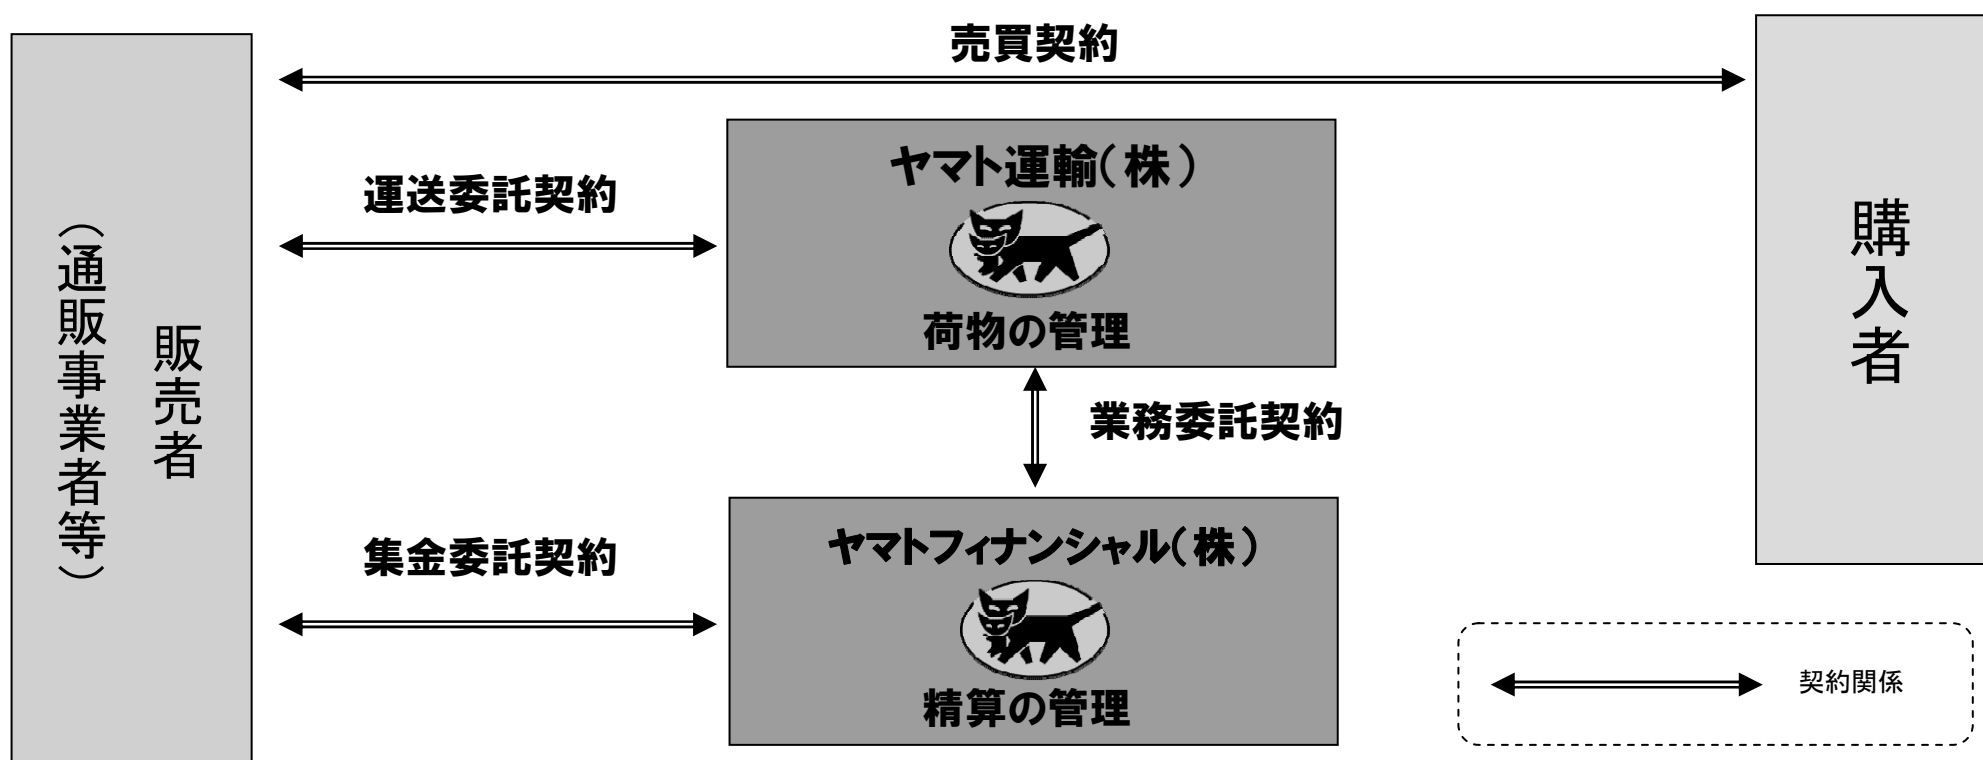 売買契約
販売者
(通販事業者等)
運送委託契約
ヤマト運輸(株)
荷物の管理
購入者
業務委託契約
集金委託契約
ヤマトフィナンシャル(株)
精算の管理
契約関係